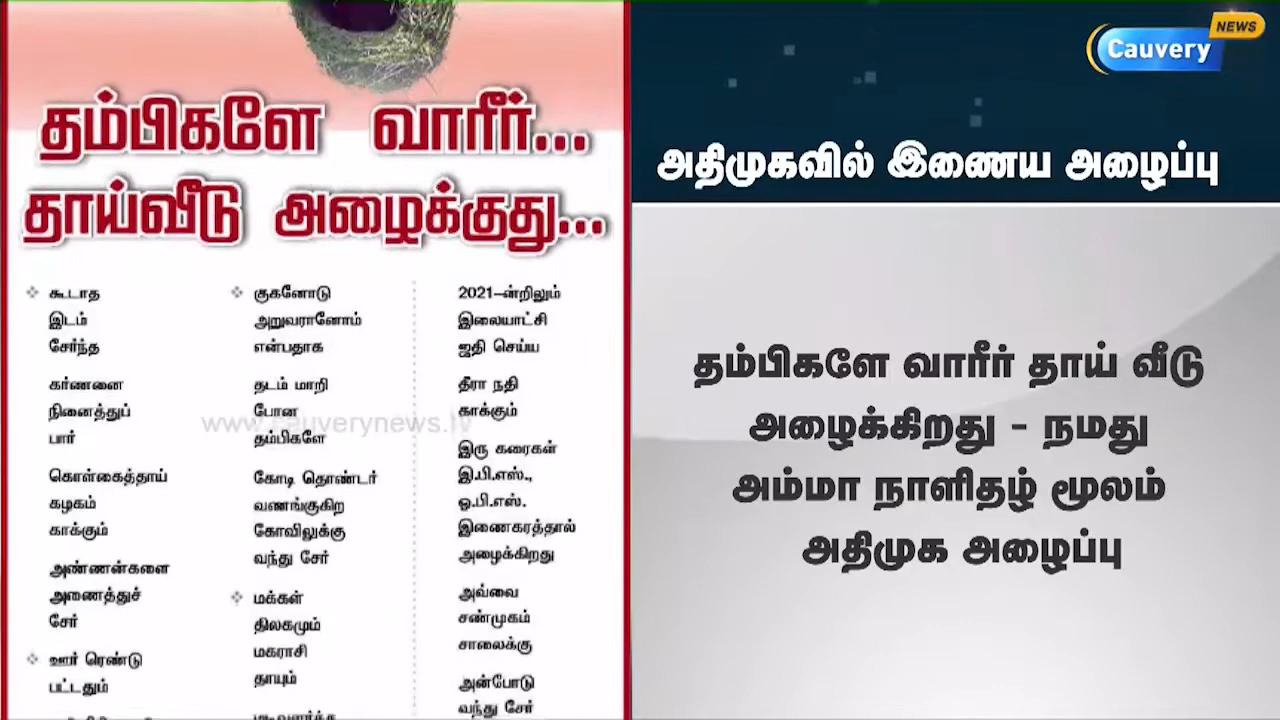 தம்பிகளே வாரீர்...
தாய்வீடு அழைக்குது...
❖ கூடாத
இடம்
சேர்ந்த
கர்ணனை
நினைத்துப்
பார்
கொள்கைத்தாய்
கழகம்
காக்கும்
அண்ணன்களை
அணைத்துச்
சேர்
❖ ஊர் ரெண்டு
பட்டதும்
❖ குகனோடு
அறுவரானோம்
என்பதாக
தடம் மாறி
போன
தம்பிகளே
கோடி தொண்டர்
வணங்குகிற
கோவிலுக்கு
வந்து சேர்
❖ மக்கள்
திலகமும்
மகராசி
தாயும்
2021–ன்றிலும்
இலையாட்சி
ஐதி செய்ய
தீரா நதி
காக்கும்
இரு கரைகள்
இ.பி.எஸ்.,
ஓ.பி.எஸ்.
இணைகரத்தால்
அழைக்கிறது
அவ்வை
சண்முகம்
சாலைக்கு
அன்போடு
வந்து சேர்
www.cauverynews.tv
Cauvery
NEWS
அதிமுகவில் இணைய அழைப்பு
தம்பிகளே வாரீர் தாய் வீடு
அழைக்கிறது - நமது
அம்மா நாளிதழ் மூலம்
அதிமுக அழைப்பு